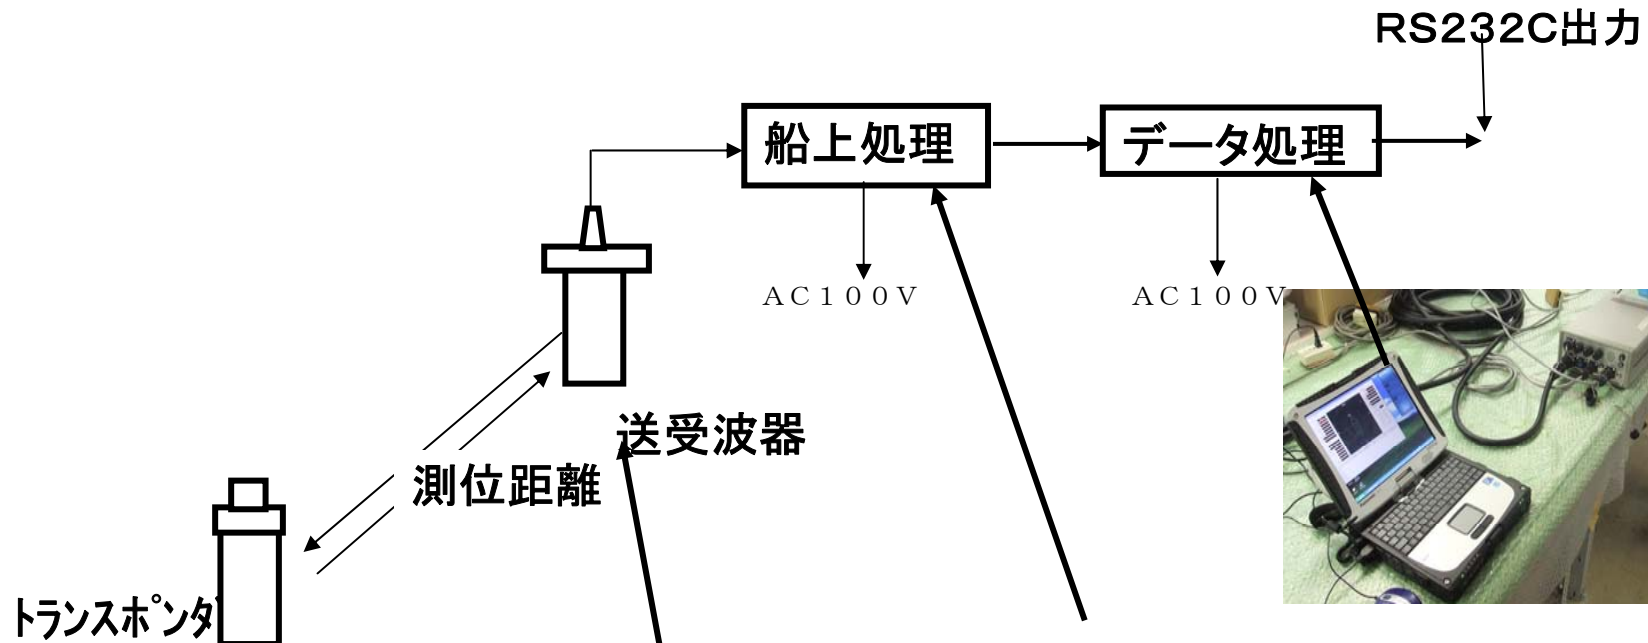 ＲＳ２３２Ｃ出力
船上処理
データ処理
ＡＣ１００Ｖ
ＡＣ１００Ｖ
送受波器
測位距離
トランスポンダ